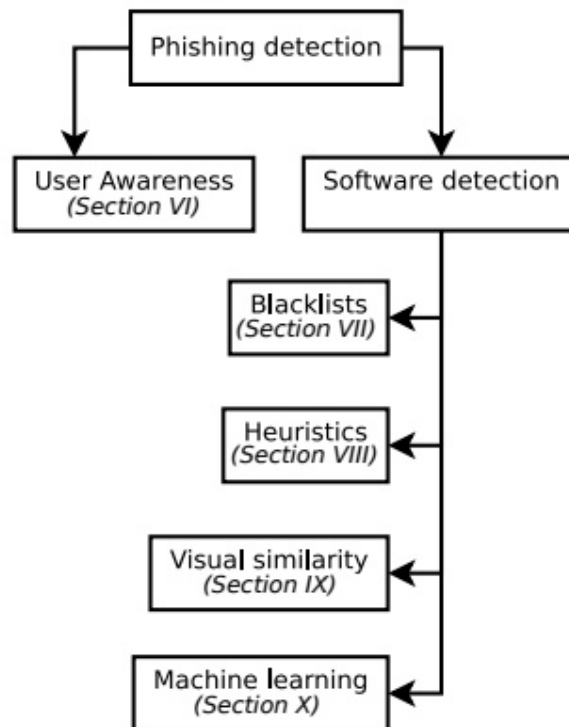 Phishing detection
User Awareness
(Section VI)
Software detection
Blacklists
(Section VII)
Heuristics
(Section VIII)
Visual similarity
(Section IX)
Machine learning
(Section X)